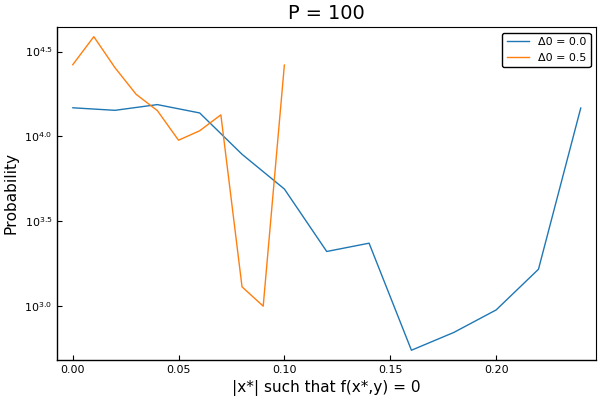 P = 100
Δ0 = 0.0
Δ0 = 0.5
10^4.5
10^4.0
10^3.5
10^3.0
Probability
0.00 0.05 0.10 0.15 0.20
|x*| such that f(x*,y) = 0